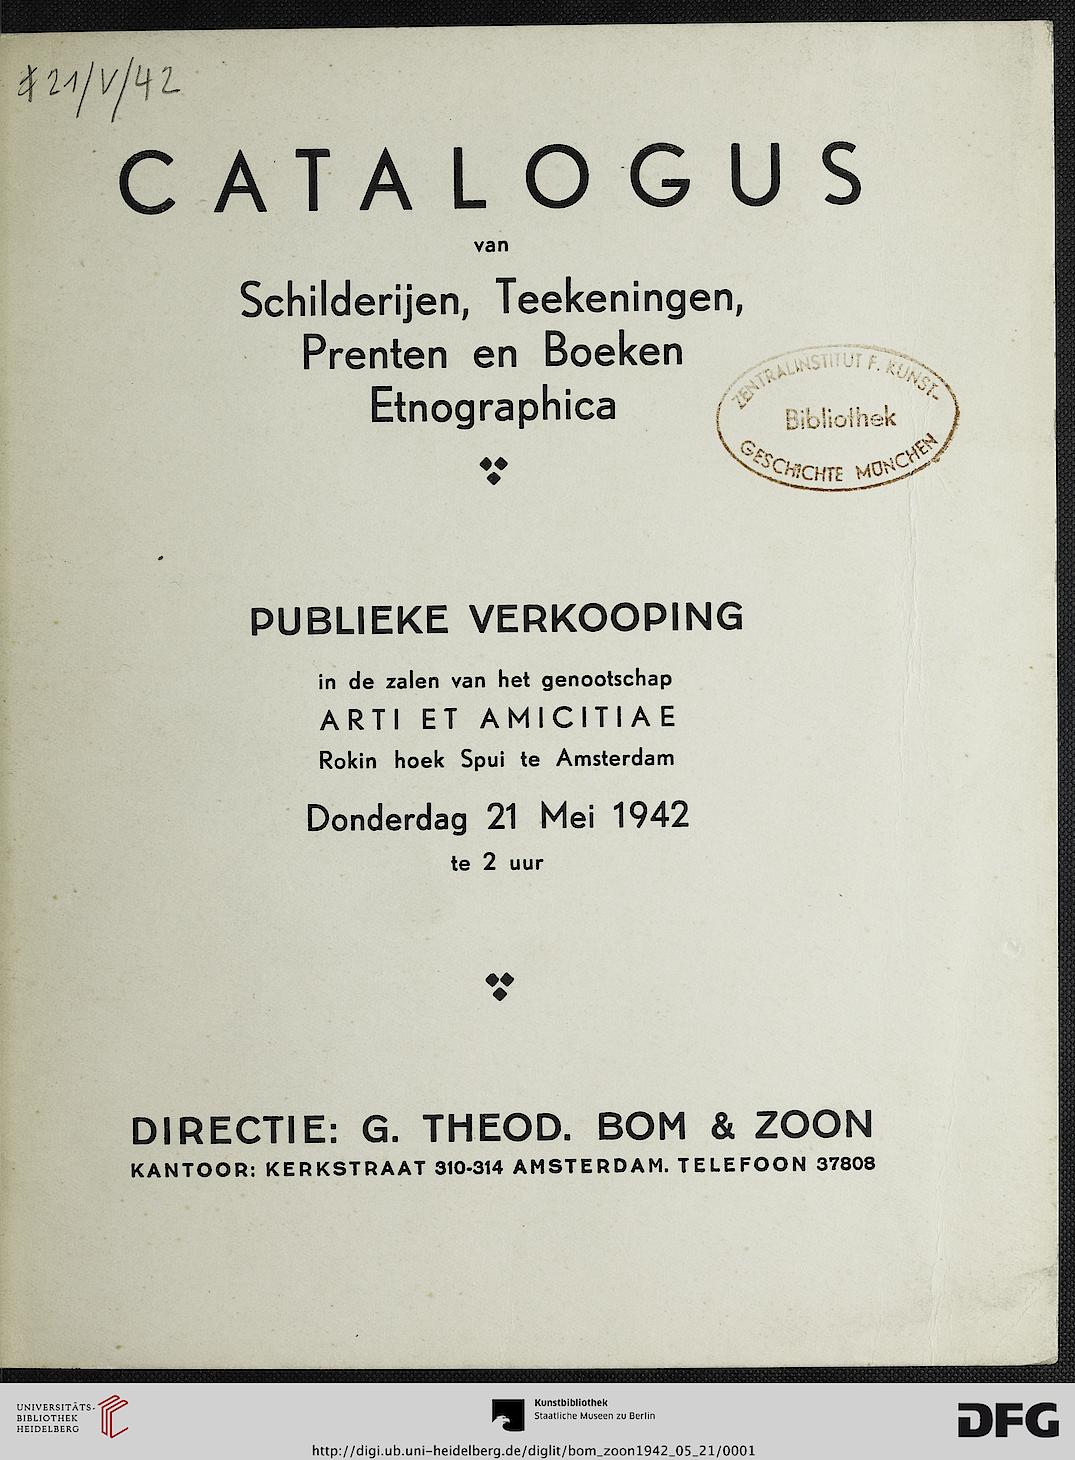 21/V/42
CATALOGUS
van
Schilderijen, Teekeningen,
Prenten en Boeken
Etnographica
ZENTRALINSTITUT F. KUNST-
Bibliothek
GESCHICHTE MÜNCHEN
PUBLIEKE VERKOOPING
in de zalen van het genootschap
ARTI ET AMICITIAE
Rokin hoek Spui te Amsterdam
Donderdag 21 Mei 1942
te 2 uur
DIRECTIE: G. THEOD. BOM & ZOON
KANTOOR: KERKSTRAAT 310-314 AMSTERDAM. TELEFOON 37808
UNIVERSITÄTS-
BIBLIOTHEK
HEIDELBERG
Kunstbibliothek
Staatliche Museen zu Berlin
DFG
http://digi.ub.uni-heidelberg.de/diglit/bom_zoon1942_05_21/0001